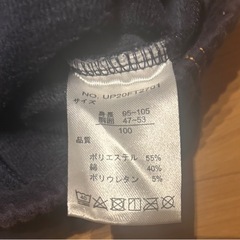 NO. UP20F12701
サイズ
身長 95-105
胴囲 47-53
100
品質
ポリエステル 55%
綿 40%
ポリウレタン 5%